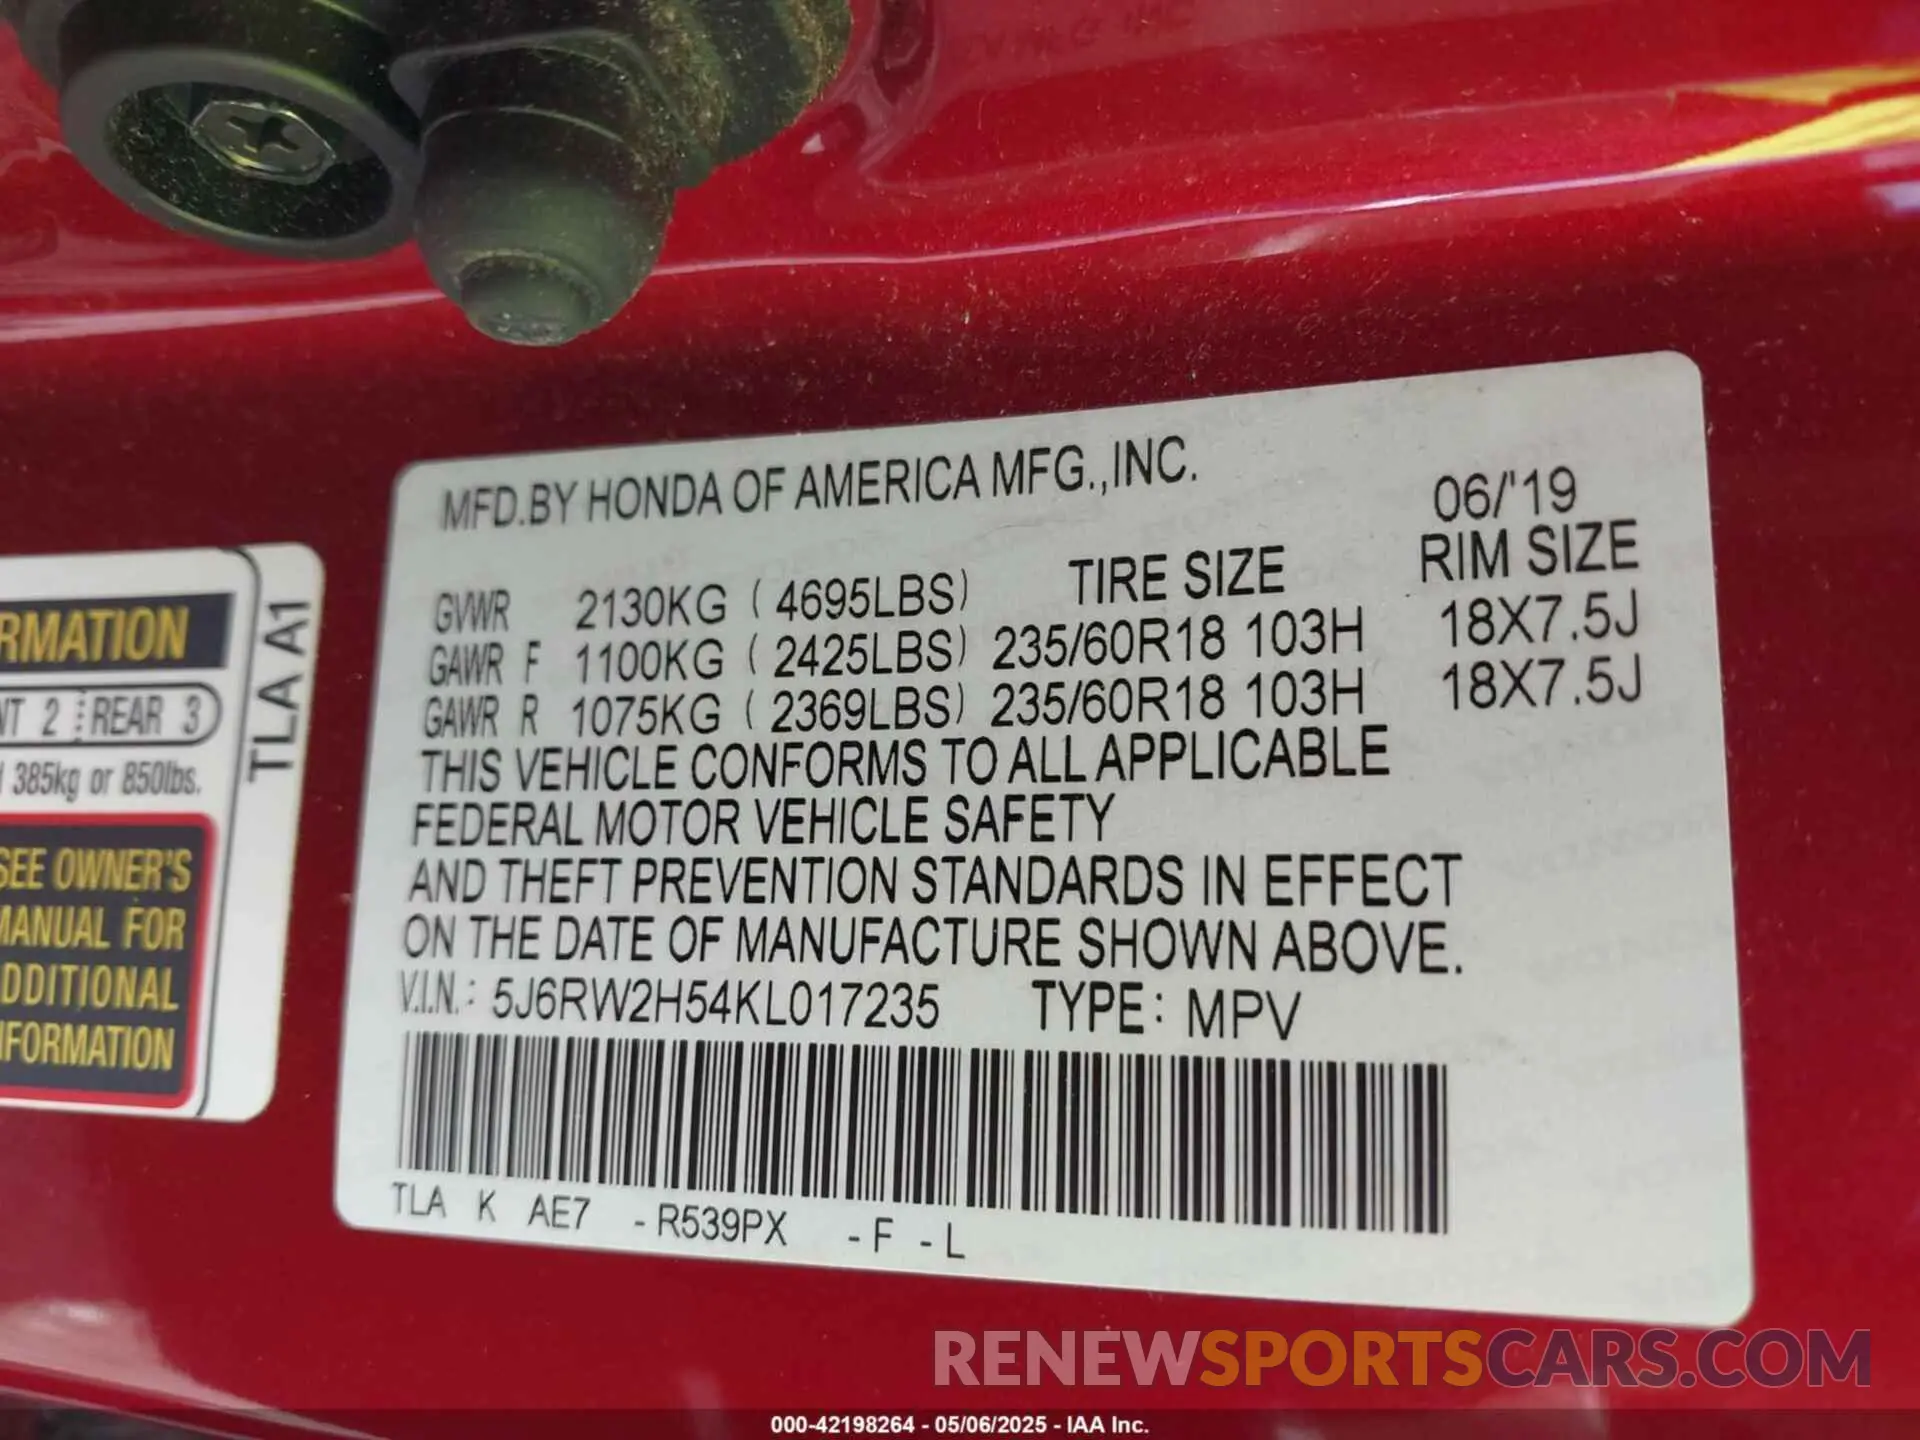 MFD.BY HONDA OF AMERICA MFG.,INC.
06/'19
GVWR 2130KG ( 4695LBS) TIRE SIZE RIM SIZE
GAWR F 1100KG ( 2425LBS) 235/60R18 103H 18X7.5J
GAWR R 1075KG ( 2369LBS) 235/60R18 103H 18X7.5J
THIS VEHICLE CONFORMS TO ALL APPLICABLE
FEDERAL MOTOR VEHICLE SAFETY
AND THEFT PREVENTION STANDARDS IN EFFECT
ON THE DATE OF MANUFACTURE SHOWN ABOVE.
V.I.N.: 5J6RW2H54KL017235 TYPE: MPV
TLA K AE7 -R539PX -F -L
RMATION
NT 2 REAR 3
385kg or 850lbs.
SEE OWNER'S
MANUAL FOR
DDITIONAL
NFORMATION
TLA A1
RENEWSPORTSCARS.COM
000-42198264 - 05/06/2025 - IAA Inc.